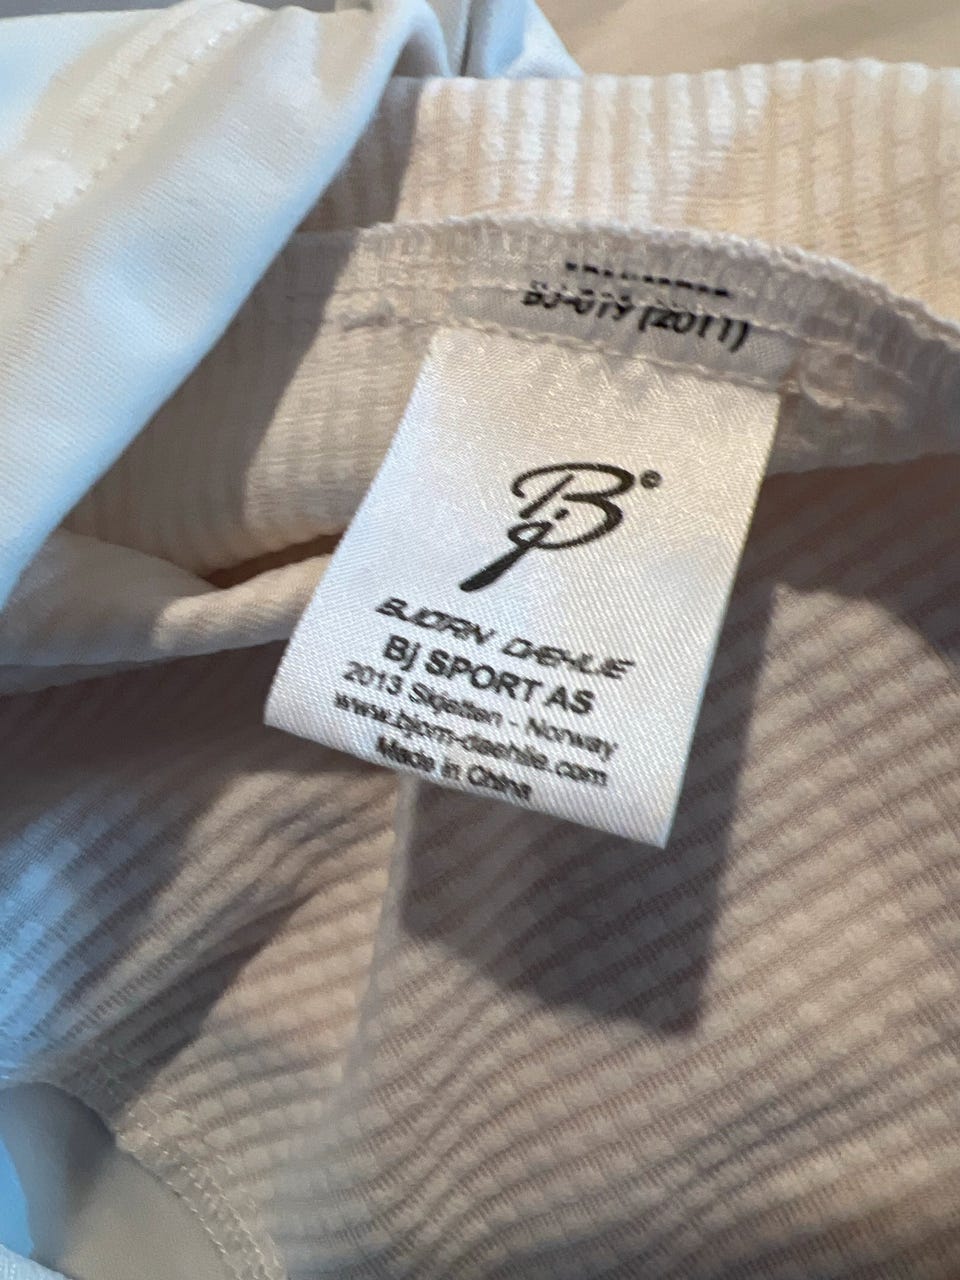 BJ-019 (2011)
BJ©
BJORN DAEHLIE
BJ SPORT AS
2013 Skjetten - Norway
www.bjorn-daehlie.com
Made in China